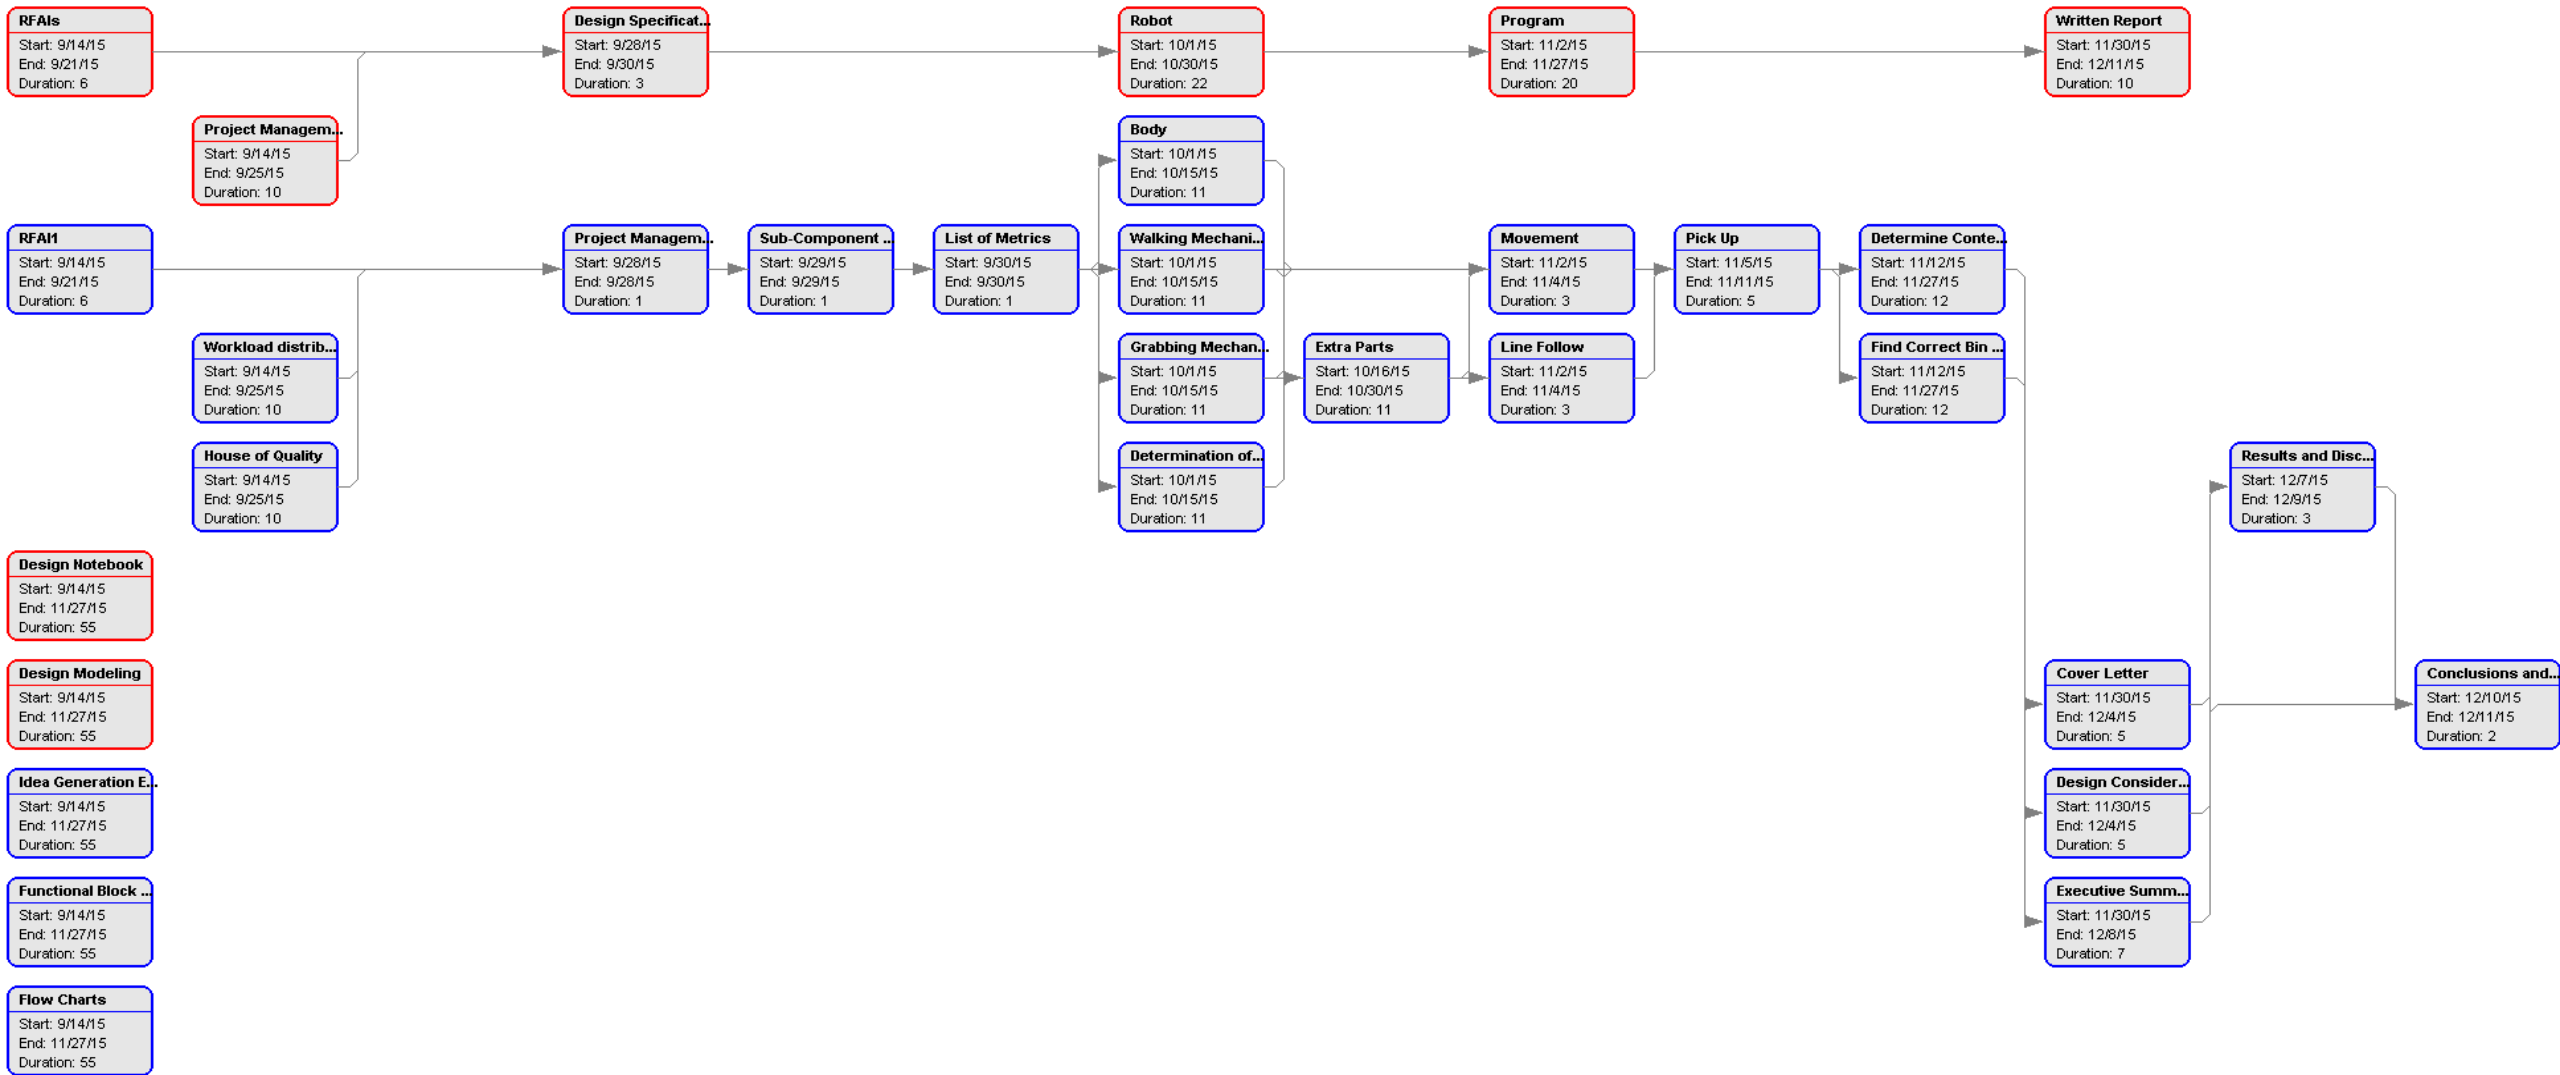 RFAIs
Start: 9/14/15
End: 9/21/15
Duration: 6
Design Specificat...
Start: 9/28/15
End: 9/30/15
Duration: 3
Robot
Start: 10/1/15
End: 10/30/15
Duration: 22
Program
Start: 11/2/15
End: 11/27/15
Duration: 20
Written Report
Start: 11/30/15
End: 12/11/15
Duration: 10
Project Managem...
Start: 9/14/15
End: 9/25/15
Duration: 10
Body
Start: 10/1/15
End: 10/15/15
Duration: 11
RFAI1
Start: 9/14/15
End: 9/21/15
Duration: 6
Project Managem...
Start: 9/28/15
End: 9/28/15
Duration: 1
Sub-Component ...
Start: 9/29/15
End: 9/29/15
Duration: 1
List of Metrics
Start: 9/30/15
End: 9/30/15
Duration: 1
Walking Mechani...
Start: 10/1/15
End: 10/15/15
Duration: 11
Movement
Start: 11/2/15
End: 11/4/15
Duration: 3
Pick Up
Start: 11/5/15
End: 11/11/15
Duration: 5
Determine Conte...
Start: 11/12/15
End: 11/27/15
Duration: 12
Workload distrib...
Start: 9/14/15
End: 9/25/15
Duration: 10
Grabbing Mechan...
Start: 10/1/15
End: 10/15/15
Duration: 11
Extra Parts
Start: 10/16/15
End: 10/30/15
Duration: 11
Line Follow
Start: 11/2/15
End: 11/4/15
Duration: 3
Find Correct Bin ...
Start: 11/12/15
End: 11/27/15
Duration: 12
House of Quality
Start: 9/14/15
End: 9/25/15
Duration: 10
Determination of...
Start: 10/1/15
End: 10/15/15
Duration: 11
Results and Disc...
Start: 12/7/15
End: 12/9/15
Duration: 3
Design Notebook
Start: 9/14/15
End: 11/27/15
Duration: 55
Design Modeling
Start: 9/14/15
End: 11/27/15
Duration: 55
Cover Letter
Start: 11/30/15
End: 12/4/15
Duration: 5
Conclusions and...
Start: 12/10/15
End: 12/11/15
Duration: 2
Idea Generation E...
Start: 9/14/15
End: 11/27/15
Duration: 55
Design Consider...
Start: 11/30/15
End: 12/4/15
Duration: 5
Functional Block ...
Start: 9/14/15
End: 11/27/15
Duration: 55
Executive Summ...
Start: 11/30/15
End: 12/8/15
Duration: 7
Flow Charts
Start: 9/14/15
End: 11/27/15
Duration: 55